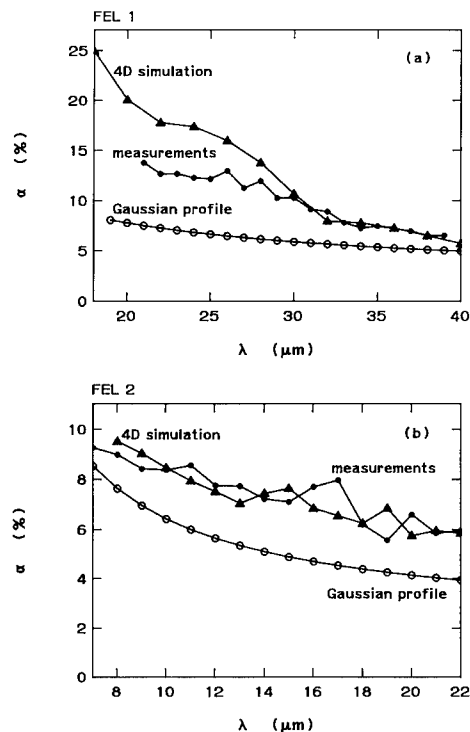 FEL 1
(a)
25
20
15
10
5
0
α (%)
4D simulation
measurements
Gaussian profile
20 25 30 35 40
λ (μm)
FEL 2
(b)
10
8
6
4
2
0
α (%)
4D simulation
measurements
Gaussian profile
8 10 12 14 16 18 20 22
λ (μm)